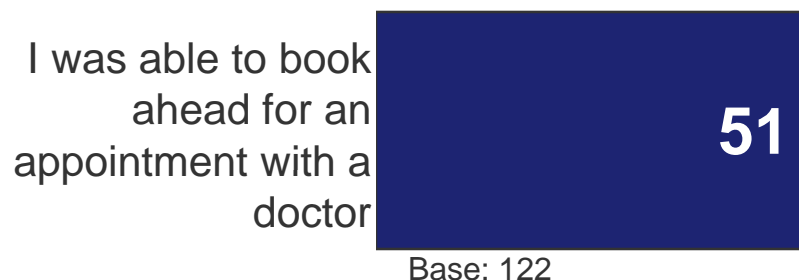 I was able to book
ahead for an
appointment with a
doctor
51
Base: 122